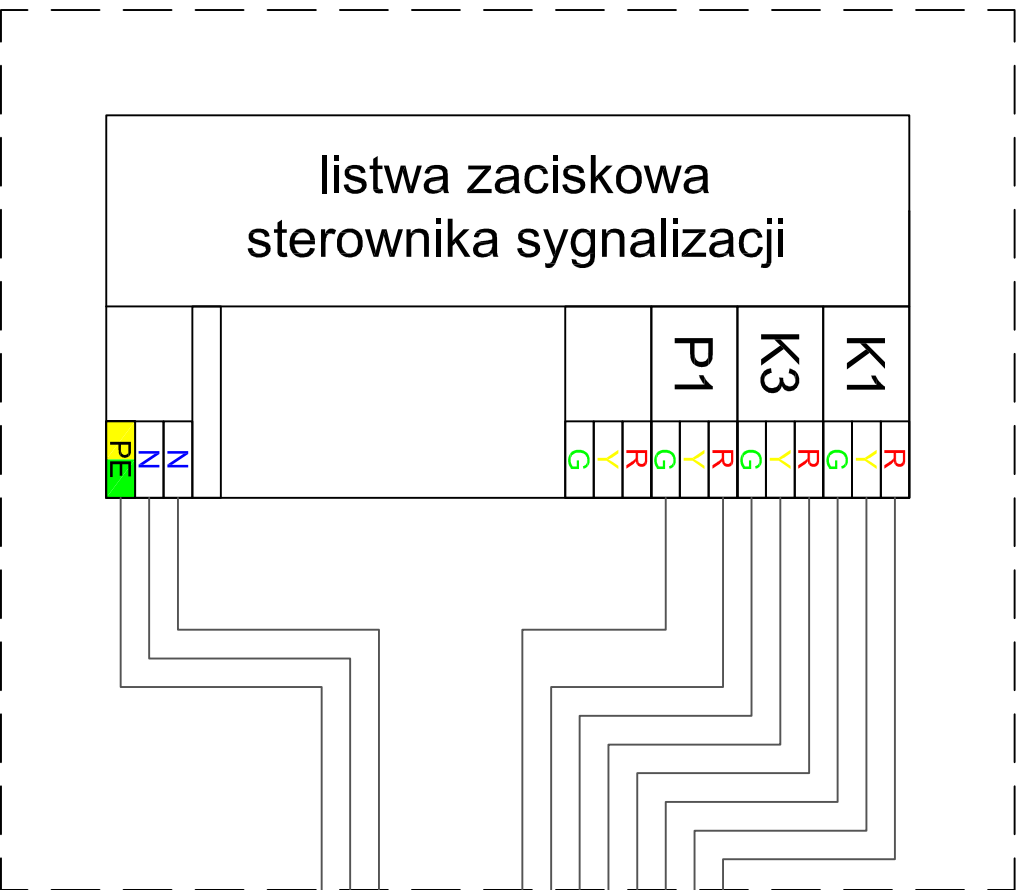 listwa zaciskowa
sterownika sygnalizacji
P1 K3 K1
PE N N G Y R G Y R G Y R G Y R